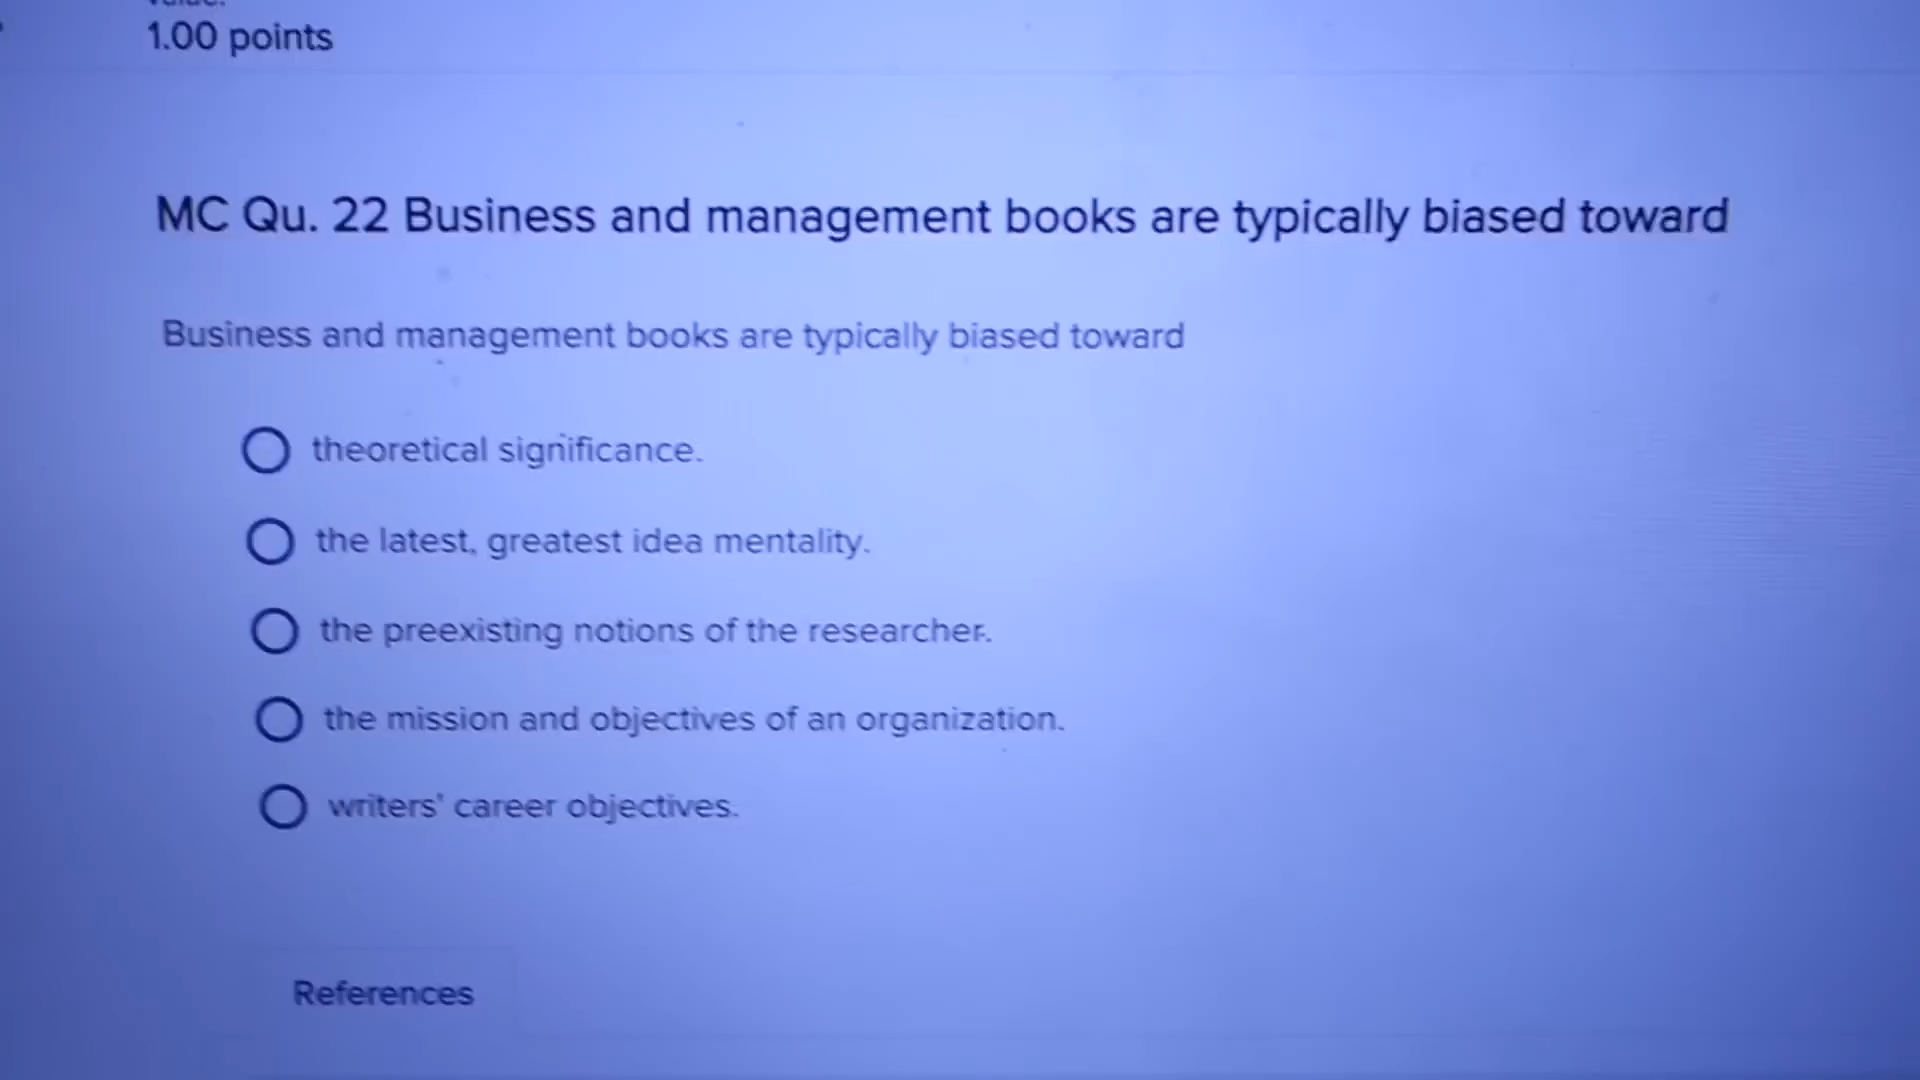 1.00 points
MC Qu. 22 Business and management books are typically biased toward
Business and management books are typically biased toward
theoretical significance.
the latest, greatest idea mentality.
the preexisting notions of the researcher.
the mission and objectives of an organization.
writers' career objectives.
References